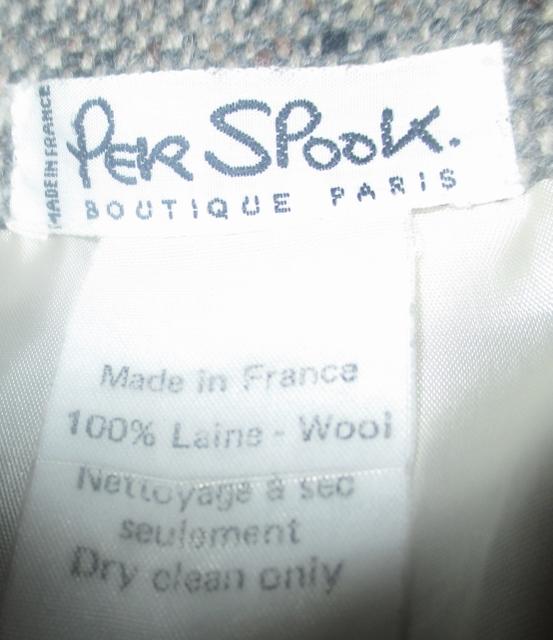 MADE IN FRANCE
PER SPOOK.
BOUTIQUE PARIS
Made in France
100% Laine - Wool
Nettoyage à sec
seulement
Dry clean only